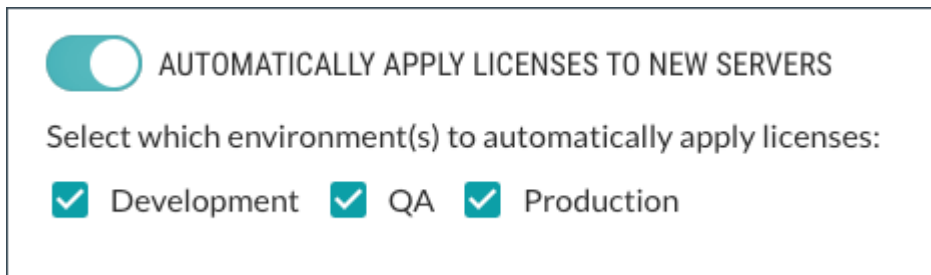 AUTOMATICALLY APPLY LICENSES TO NEW SERVERS
Select which environment(s) to automatically apply licenses:
Development QA Production